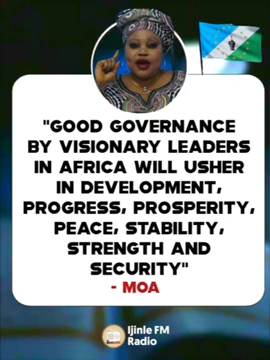 "GOOD GOVERNANCE
BY VISIONARY LEADERS
IN AFRICA WILL USHER
IN DEVELOPMENT,
PROGRESS, PROSPERITY,
PEACE, STABILITY,
STRENGTH AND
SECURITY"
- MOA
Ijinle FM
Radio